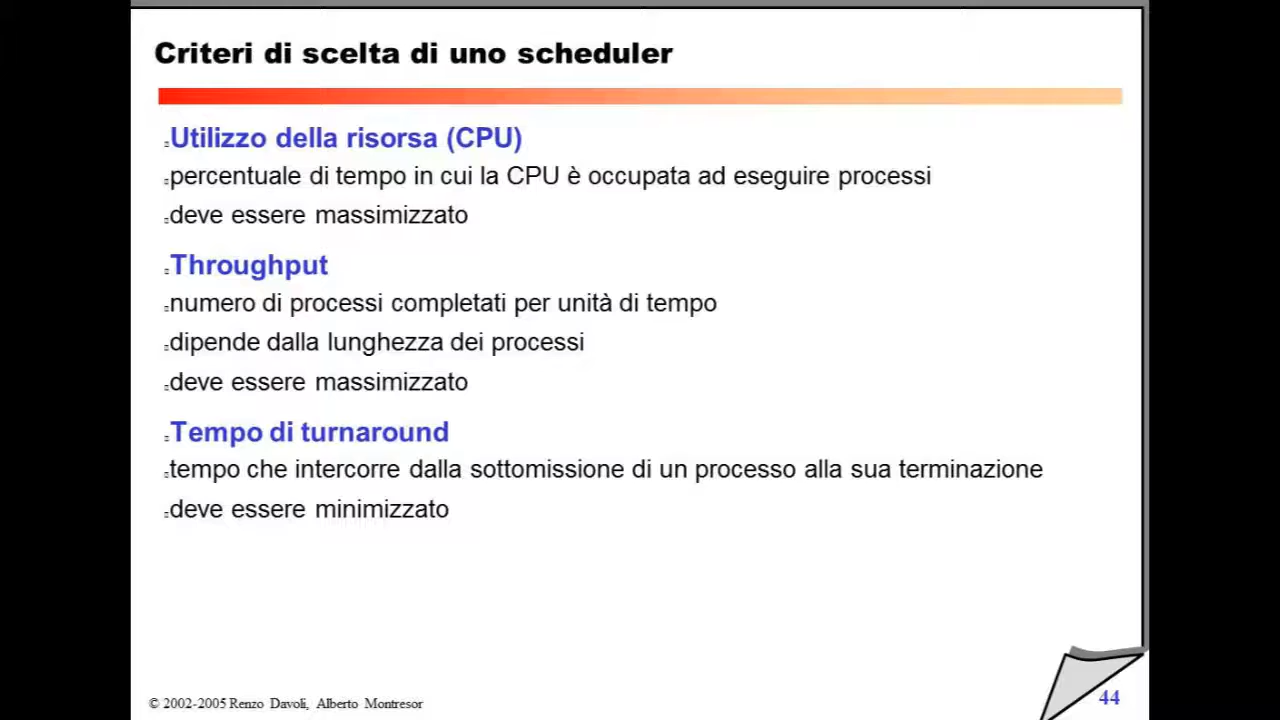 Criteri di scelta di uno scheduler
Utilizzo della risorsa (CPU)
percentuale di tempo in cui la CPU è occupata ad eseguire processi
deve essere massimizzato
Throughput
numero di processi completati per unità di tempo
dipende dalla lunghezza dei processi
deve essere massimizzato
Tempo di turnaround
tempo che intercorre dalla sottomissione di un processo alla sua terminazione
deve essere minimizzato
© 2002-2005 Renzo Davoli, Alberto Montresor
44